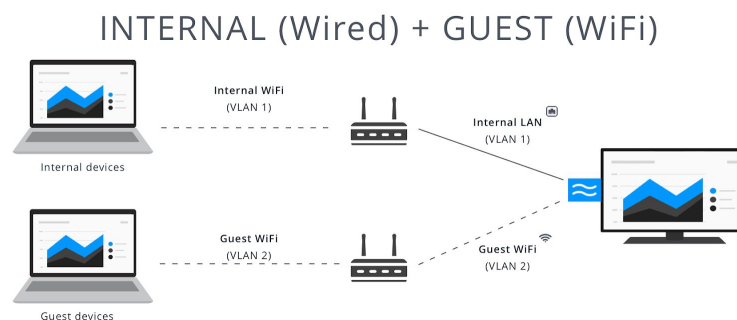 INTERNAL (Wired) + GUEST (WiFi)
Internal WiFi
(VLAN 1)
Internal LAN
(VLAN 1)
Internal devices
Guest WiFi
(VLAN 2)
Guest WiFi
(VLAN 2)
Guest devices